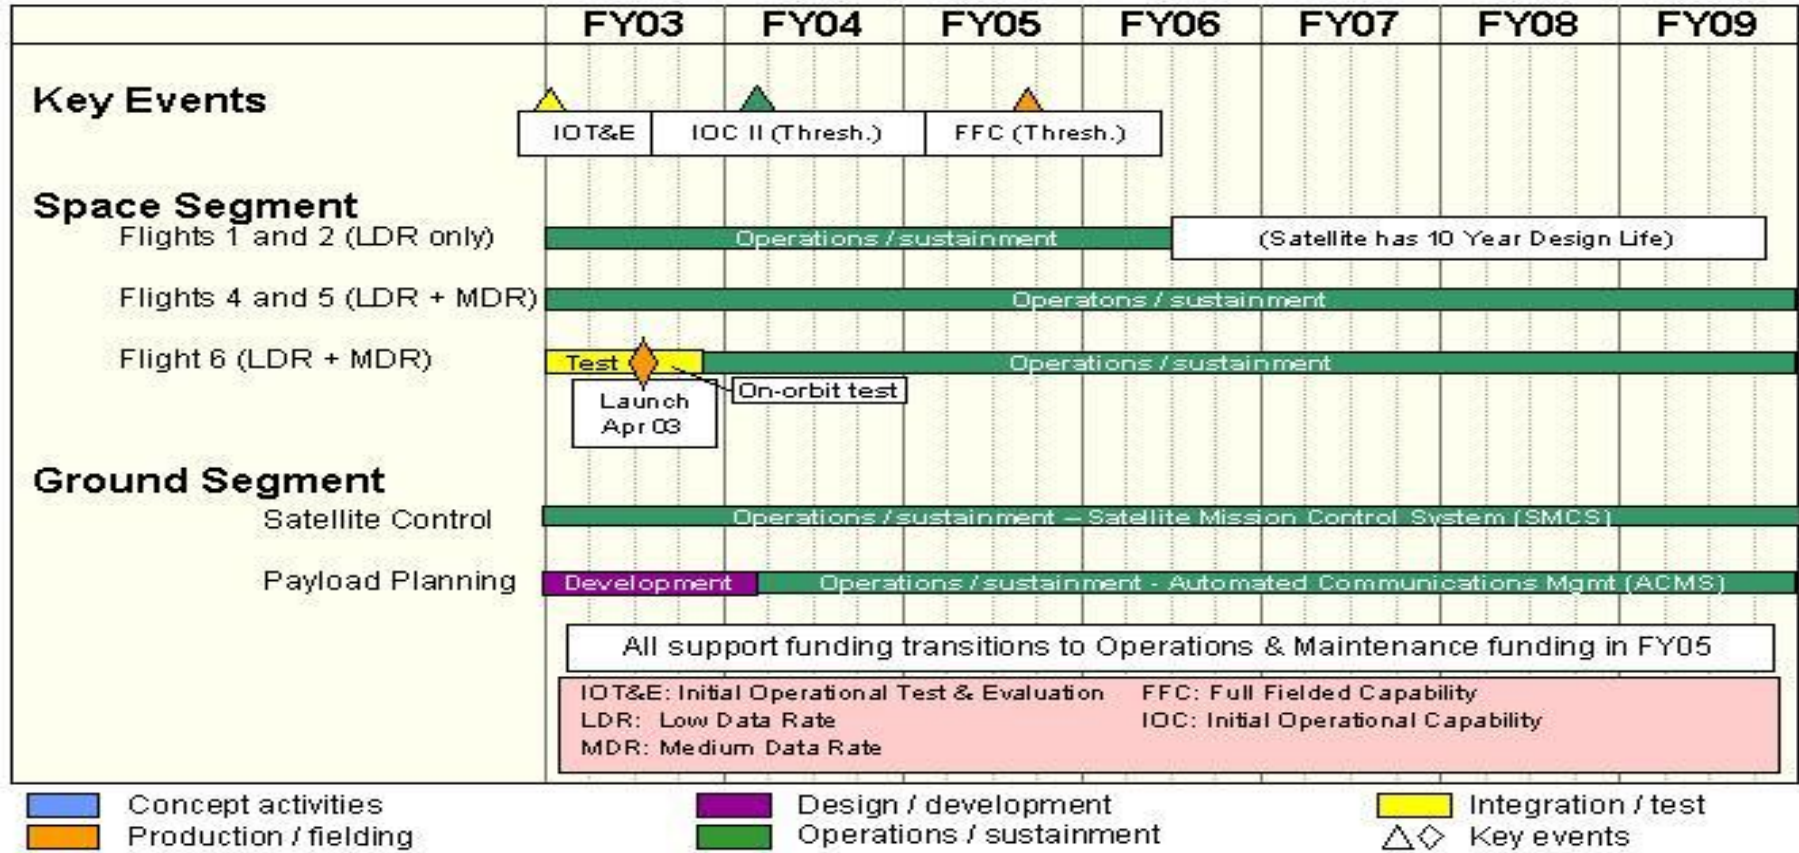 FY03 FY04 FY05 FY06 FY07 FY08 FY09
Key Events
IOT&E IOC II (Thresh.) FFC (Thresh.)
Space Segment
Flights 1 and 2 (LDR only) Operations / sustainment (Satellite has 10 Year Design Life)
Flights 4 and 5 (LDR + MDR) Operatons / sustainment
Flight 6 (LDR + MDR) Test Operations / sustainment
On-orbit test
Launch
Apr 03
Ground Segment
Satellite Control Operations / sustainment – Satellite Mission Control System (SMCS)
Payload Planning Development Operations / sustainment - Automated Communications Mgmt (ACMS)
All support funding transitions to Operations & Maintenance funding in FY05
IOT&E: Initial Operational Test & Evaluation FFC: Full Fielded Capability
LDR: Low Data Rate IOC: Initial Operational Capability
MDR: Medium Data Rate
Concept activities Design / development Integration / test
Production / fielding Operations / sustainment Key events